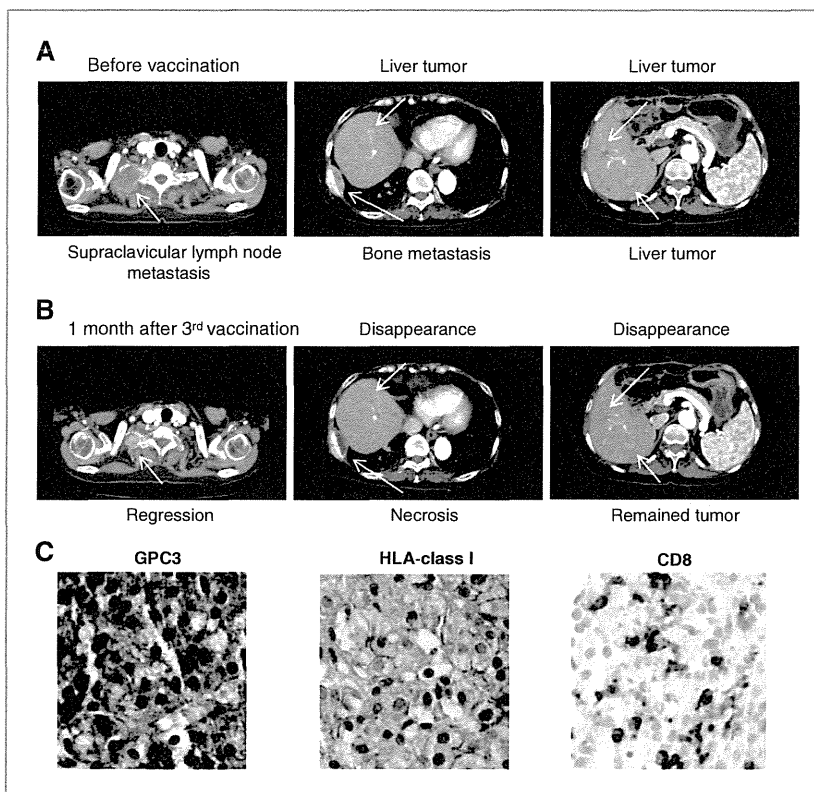 A
Before vaccination
Liver tumor
Liver tumor
Supraclavicular lymph node
metastasis
Bone metastasis
Liver tumor
B
1 month after 3rd vaccination
Disappearance
Disappearance
Regression
Necrosis
Remained tumor
C
GPC3
HLA-class I
CD8